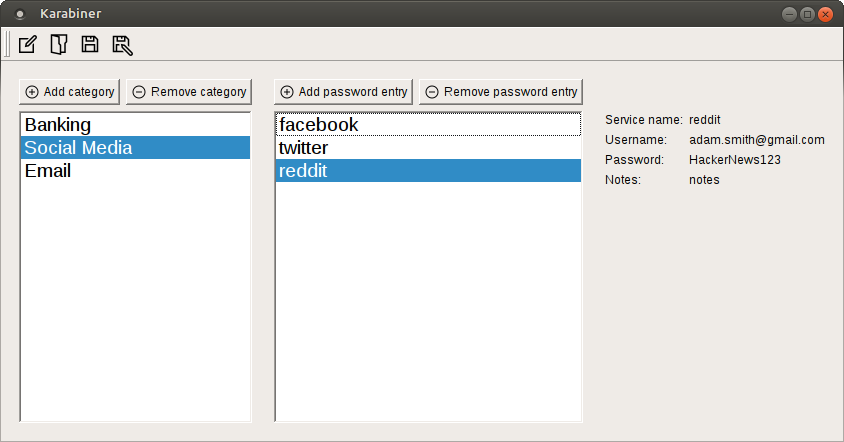 Karabiner
Add category
Remove category
Add password entry
Remove password entry
Banking
Social Media
Email
facebook
twitter
reddit
Service name: reddit
Username: adam.smith@gmail.com
Password: HackerNews123
Notes: notes